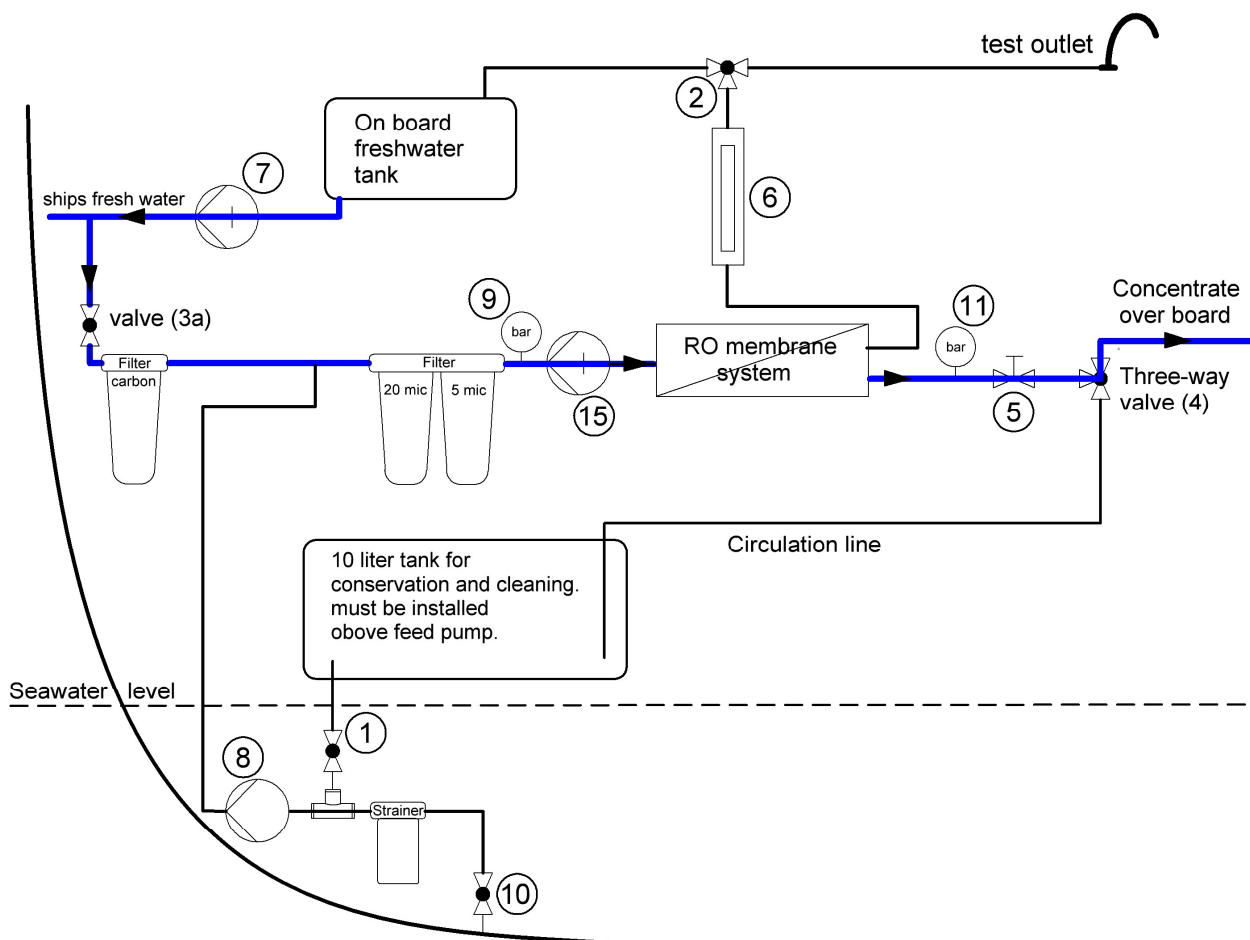 test outlet
2
On board
freshwater
tank
7
ships fresh water
6
9
bar
11
bar
Concentrate
over board
valve (3a)
Filter
carbon
Filter
20 mic
5 mic
15
RO membrane
system
5
Three-way
valve (4)
Circulation line
10 liter tank for
conservation and cleaning.
must be installed
obove feed pump.
Seawater level
1
8
Strainer
10